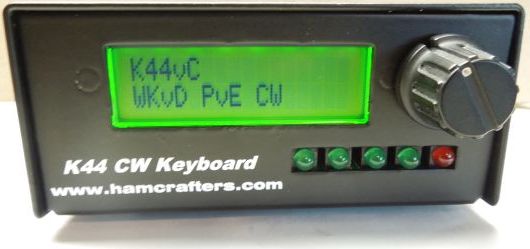 K44vC
WKvD PvE CW
K44 CW Keyboard
www.hamcrafters.com